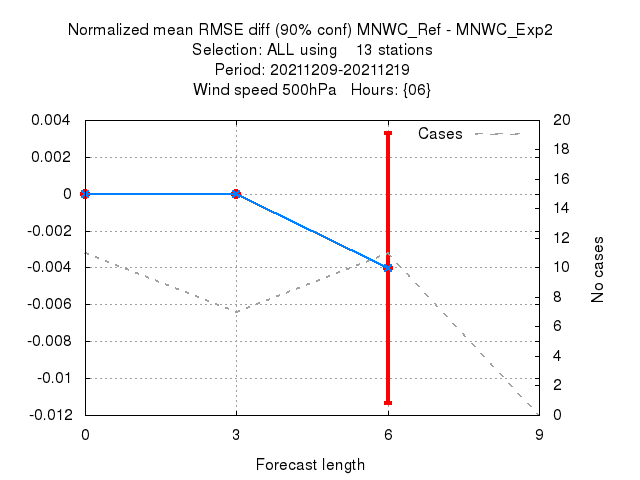 Normalized mean RMSE diff (90% conf) MNWC_Ref - MNWC_Exp2
Selection: ALL using    13 stations
Period: 20211209-20211219
Wind speed 500hPa   Hours: {06}
Cases
0.004
0.002
0
-0.002
-0.004
-0.006
-0.008
-0.01
-0.012
20
18
16
14
12
10
8
6
4
2
0
No cases
0 3 6 9
Forecast length